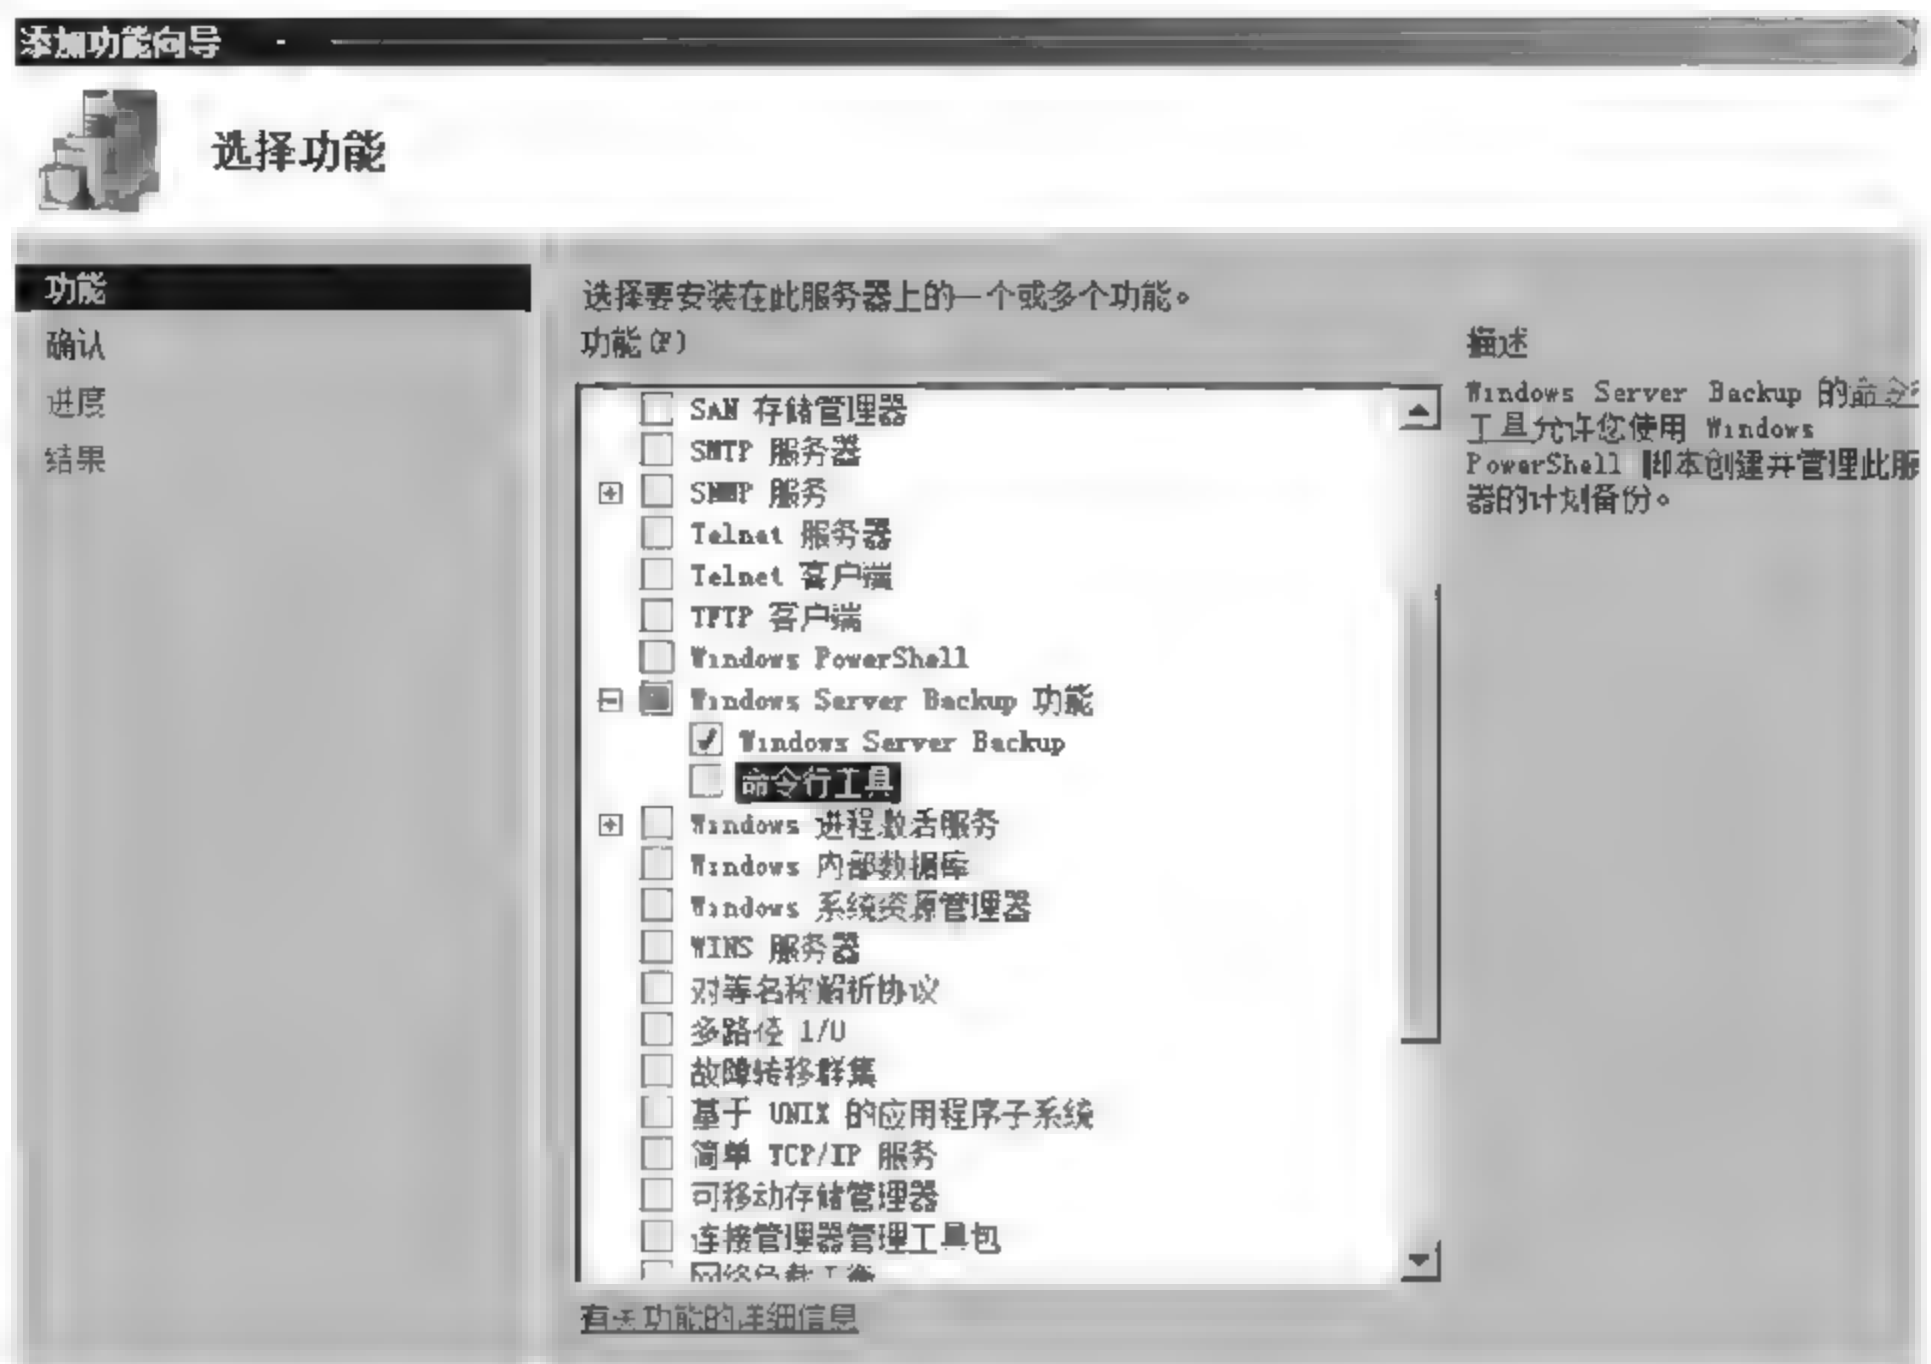 添加功能向导
选择功能
功能
确认
进度
结果
选择要安装在此服务器上的一个或多个功能。
功能(F)
SAN 存储管理器
SMTP 服务器
SNMP 服务
Telnet 服务器
Telnet 客户端
TFTP 客户端
Windows PowerShell
Windows Server Backup 功能
Windows Server Backup
命令行工具
Windows 进程激活服务
Windows 内部数据库
Windows 系统资源管理器
WINS 服务器
对等名称解析协议
多路径 I/O
故障转移群集
基于 UNIX 的应用程序子系统
简单 TCP/IP 服务
可移动存储管理器
连接管理器管理工具包
有关功能的详细信息
描述
Windows Server Backup 的命令
工具允许您使用 Windows
PowerShell 脚本创建并管理此服
器的计划备份。